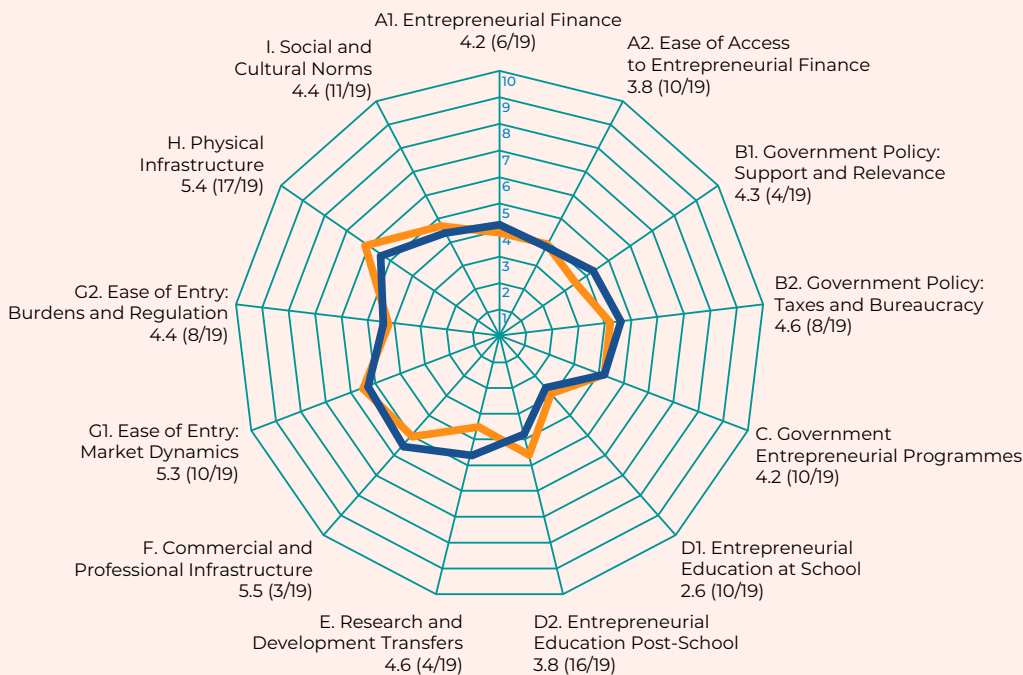 A1. Entrepreneurial Finance
4.2 (6/19)
A2. Ease of Access
to Entrepreneurial Finance
3.8 (10/19)
B1. Government Policy:
Support and Relevance
4.3 (4/19)
B2. Government Policy:
Taxes and Bureaucracy
4.6 (8/19)
C. Government
Entrepreneurial Programmes
4.2 (10/19)
D1. Entrepreneurial
Education at School
2.6 (10/19)
D2. Entrepreneurial
Education Post-School
3.8 (16/19)
E. Research and
Development Transfers
4.6 (4/19)
F. Commercial and
Professional Infrastructure
5.5 (3/19)
G1. Ease of Entry:
Market Dynamics
5.3 (10/19)
G2. Ease of Entry:
Burdens and Regulation
4.4 (8/19)
H. Physical
Infrastructure
5.4 (17/19)
I. Social and
Cultural Norms
4.4 (11/19)
10
9
8
7
6
5
4
3
2
1